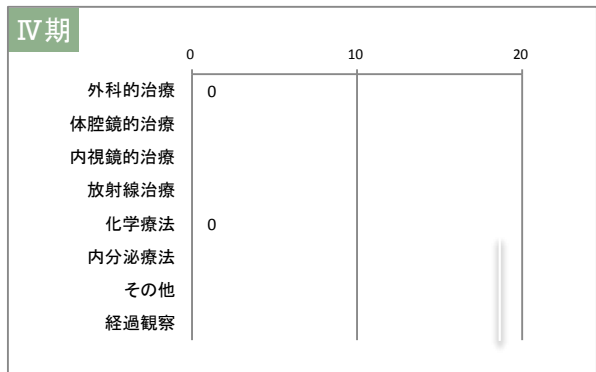 Ⅳ期
0 10 20
外科的治療 0
体腔鏡的治療
内視鏡的治療
放射線治療
化学療法 0
内分泌療法
その他
経過観察